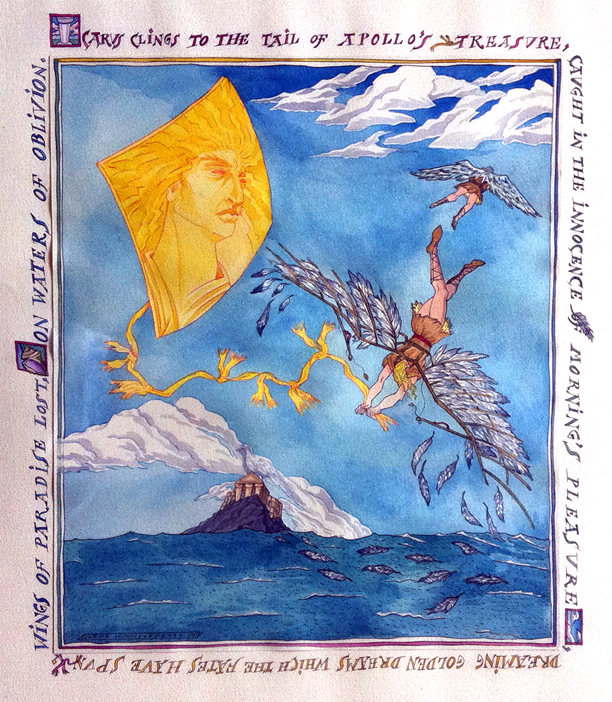 ICARUS CLINGS TO THE TAIL OF APOLLO'S TREASURE,
CAUGHT IN THE INNOCENCE OF MORNING'S PLEASURE
DREAMING GOLDEN DREAMS WHICH THE FATES HAVE SPUN
WINGS OF PARADISE LOST, ON WATERS OF OBLIVION.